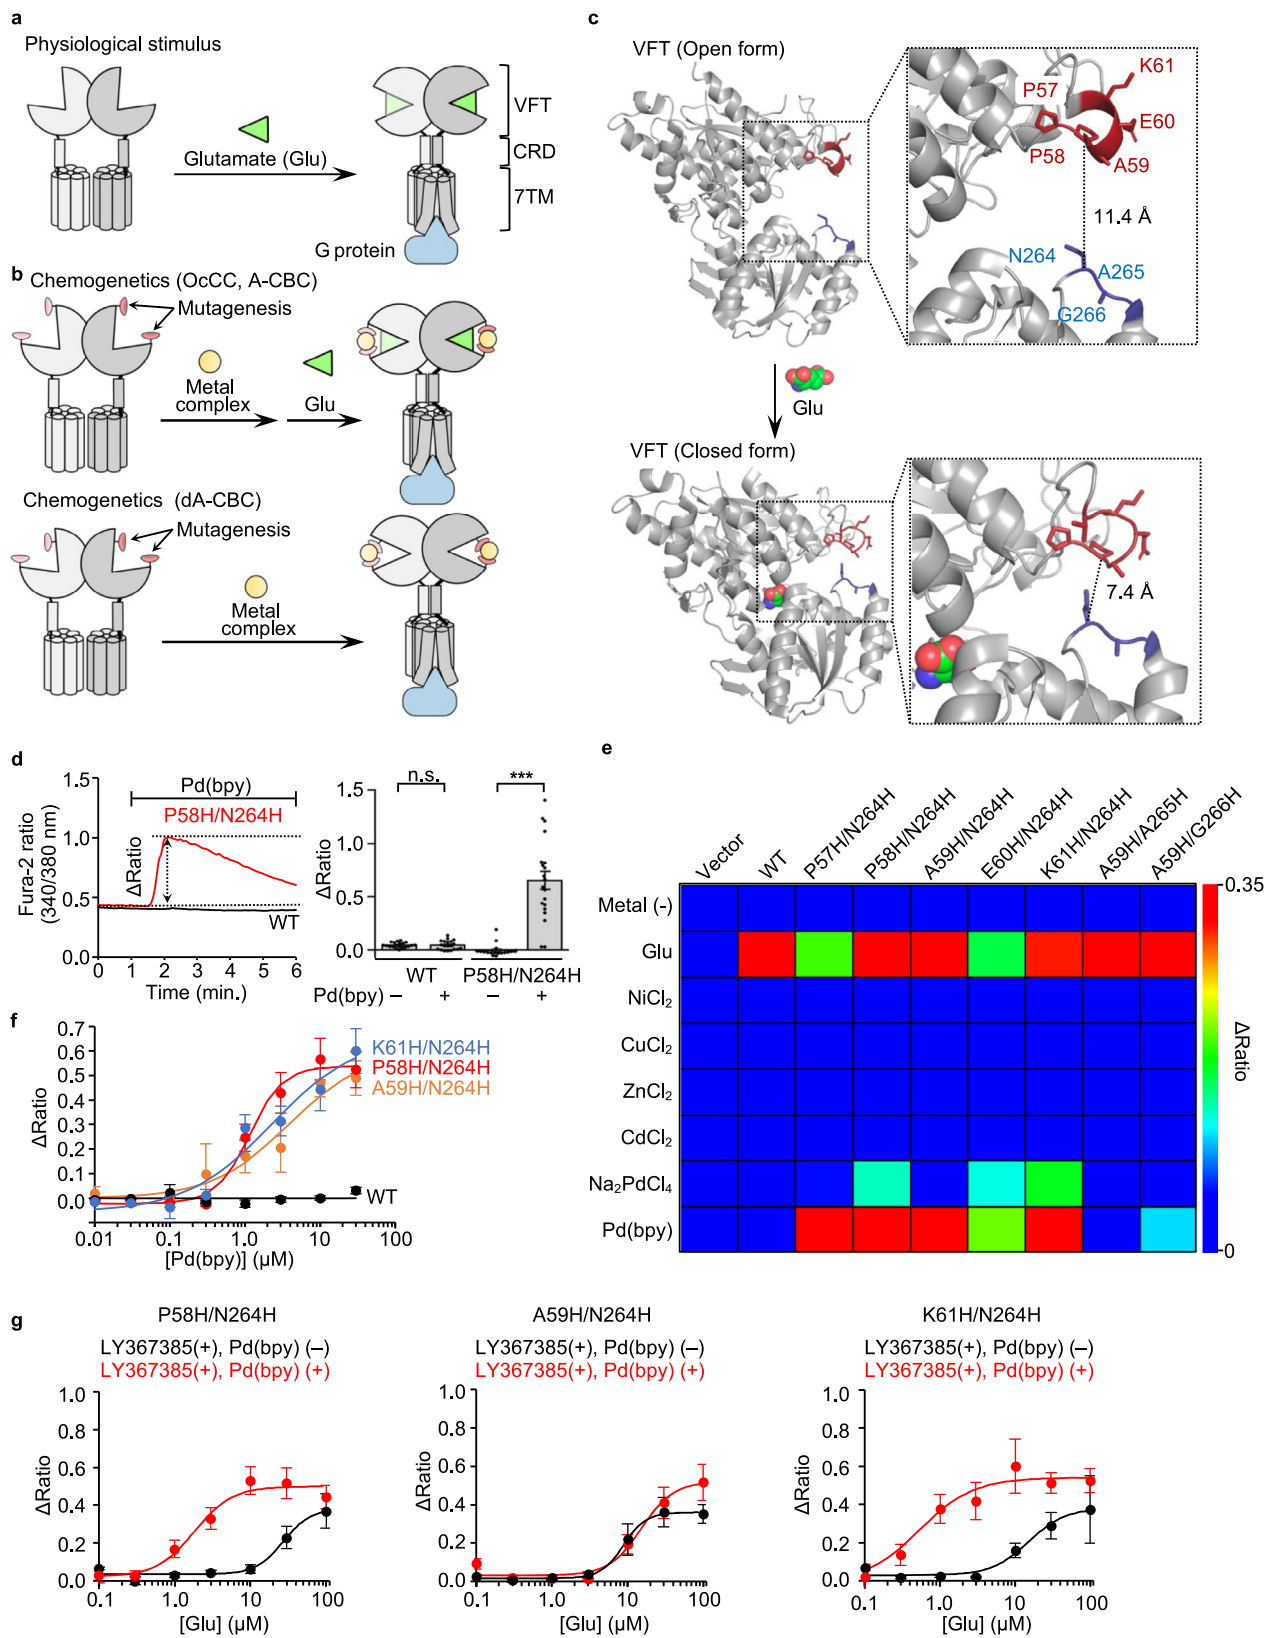 a
Physiological stimulus
Glutamate (Glu)
VFT
CRD
7TM
G protein
b
Chemogenetics (OcCC, A-CBC)
Mutagenesis
Metal
complex
Glu
Chemogenetics (dA-CBC)
Mutagenesis
Metal
complex
c
VFT (Open form)
K61
P57
E60
P58
A59
11.4 Å
N264
A265
G266
Glu
VFT (Closed form)
7.4 Å
d
Fura-2 ratio
(340/380 nm)
1.5
1.0
0.5
0.0
Pd(bpy)
P58H/N264H
ΔRatio
WT
0 1 2 3 4 5 6
Time (min.)
n.s.
***
ΔRatio
1.5
1.0
0.5
0.0
WT
P58H/N264H
Pd(bpy) – + – +
e
Vector
WT
P57H/N264H
P58H/N264H
A59H/N264H
E60H/N264H
K61H/N264H
A59H/A265H
A59H/G266H
Metal (-)
Glu
NiCl₂
CuCl₂
ZnCl₂
CdCl₂
Na₂PdCl₄
Pd(bpy)
0.35
ΔRatio
0
f
ΔRatio
0.7
0.6
0.5
0.4
0.3
0.2
0.1
0.0
K61H/N264H
P58H/N264H
A59H/N264H
WT
0.01 0.1 1 10 100
[Pd(bpy)] (μM)
g
P58H/N264H
LY367385(+), Pd(bpy) (–)
LY367385(+), Pd(bpy) (+)
ΔRatio
1.0
0.8
0.6
0.4
0.2
0.0
0.1 1.0 10 100
[Glu] (μM)
A59H/N264H
LY367385(+), Pd(bpy) (–)
LY367385(+), Pd(bpy) (+)
ΔRatio
1.0
0.8
0.6
0.4
0.2
0.0
0.1 1.0 10 100
[Glu] (μM)
K61H/N264H
LY367385(+), Pd(bpy) (–)
LY367385(+), Pd(bpy) (+)
ΔRatio
1.0
0.8
0.6
0.4
0.2
0.0
0.1 1.0 10 100
[Glu] (μM)